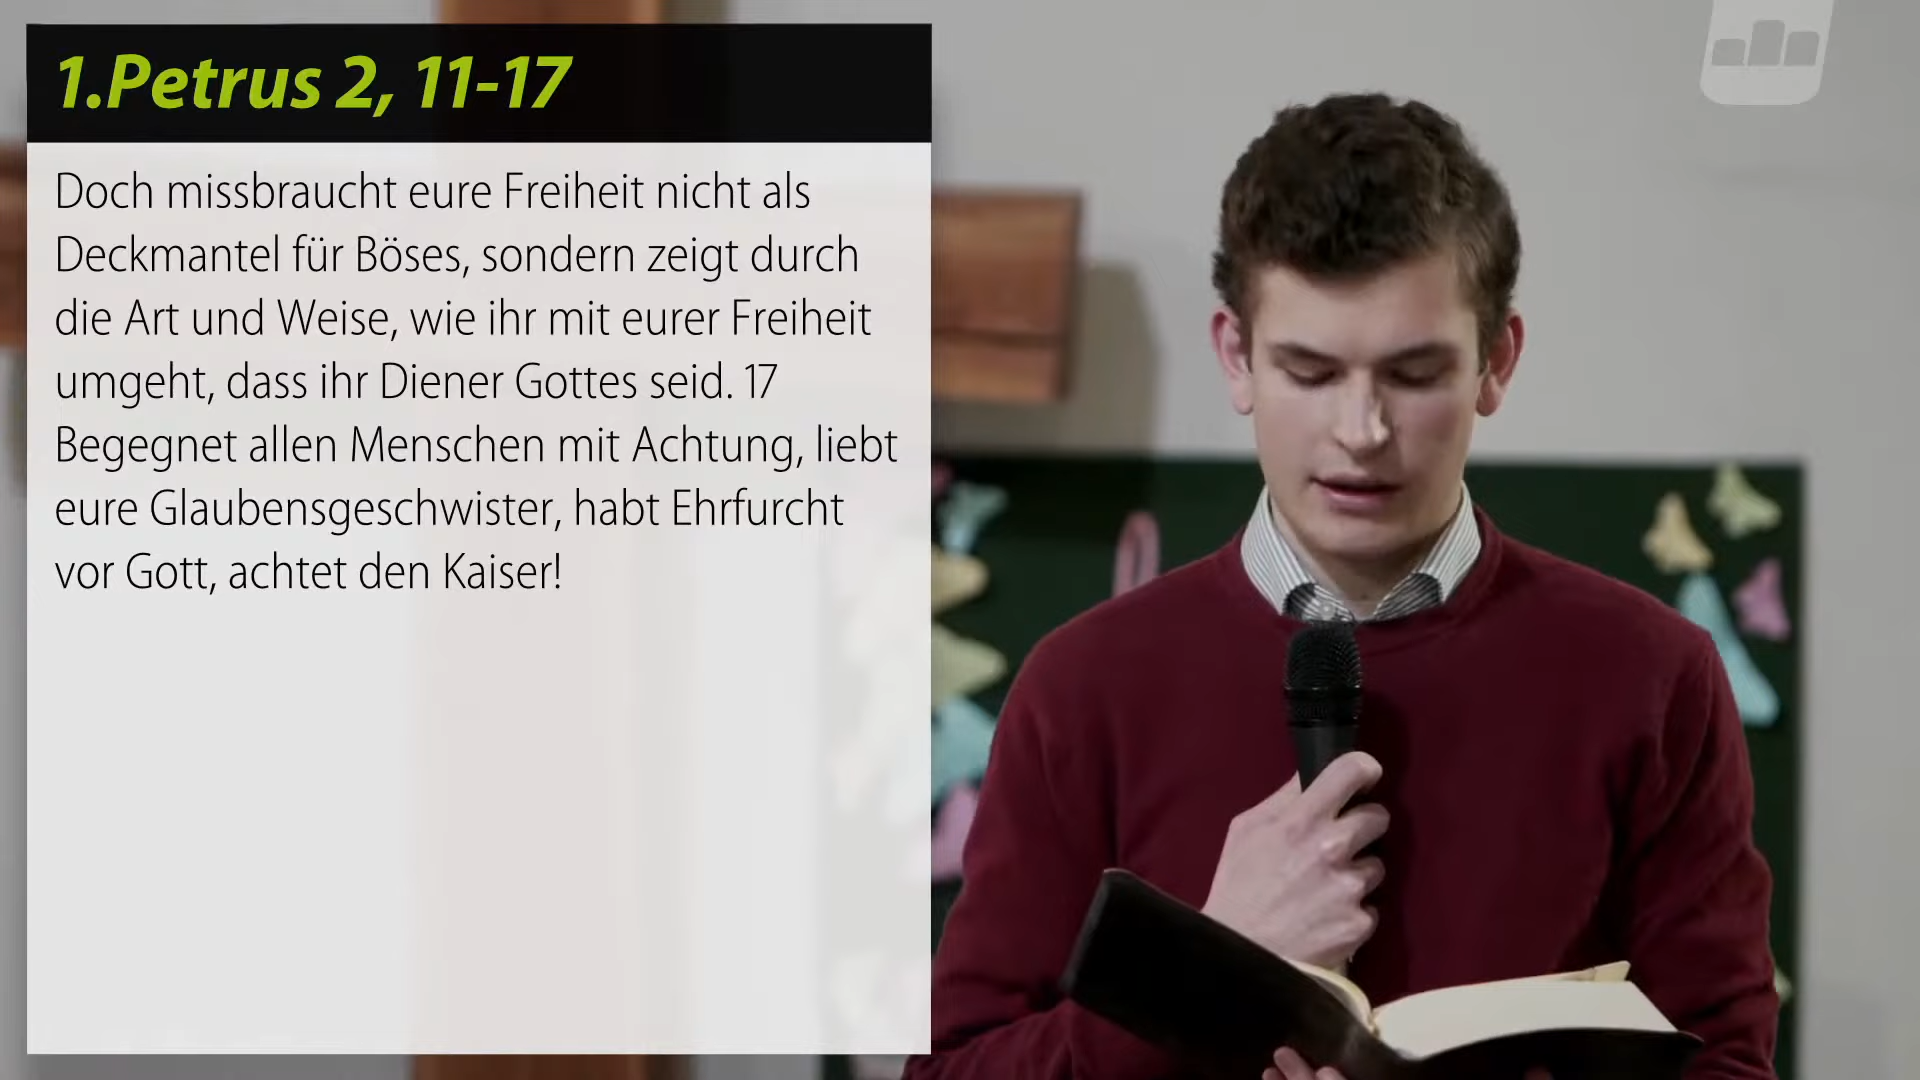 1.Petrus 2, 11-17
Doch missbraucht eure Freiheit nicht als
Deckmantel für Böses, sondern zeigt durch
die Art und Weise, wie ihr mit eurer Freiheit
umgeht, dass ihr Diener Gottes seid. 17
Begegnet allen Menschen mit Achtung, liebt
eure Glaubensgeschwister, habt Ehrfurcht
vor Gott, achtet den Kaiser!